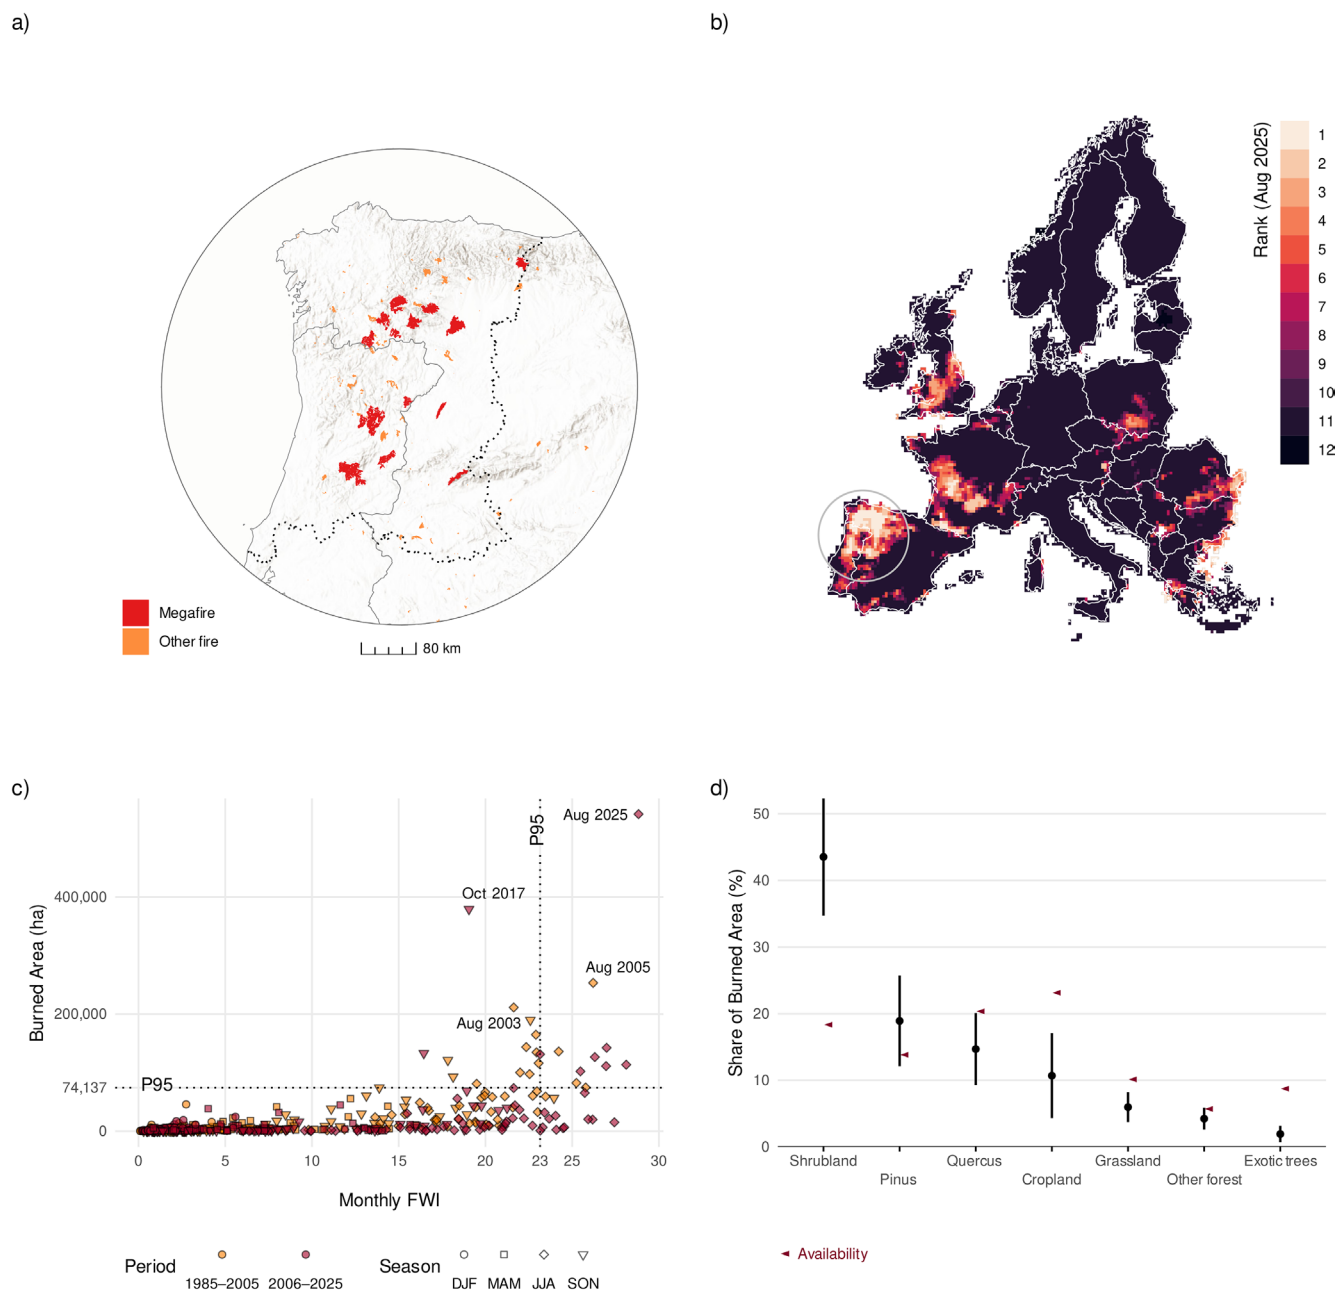 a)
Megafire
Other fire
80 km
b)
Rank (Aug 2025)
1
2
3
4
5
6
7
8
9
10
11
12
c)
Burned Area (ha)
400,000
200,000
74,137
0
P95
P95
Aug 2025
Oct 2017
Aug 2005
Aug 2003
0 5 10 15 20 23 25 30
Monthly FWI
Period
1985–2005 2006–2025
Season
DJF MAM JJA SON
d)
Share of Burned Area (%)
50
40
30
20
10
0
Shrubland Quercus Grassland Exotic trees
Pinus Cropland Other forest
Availability